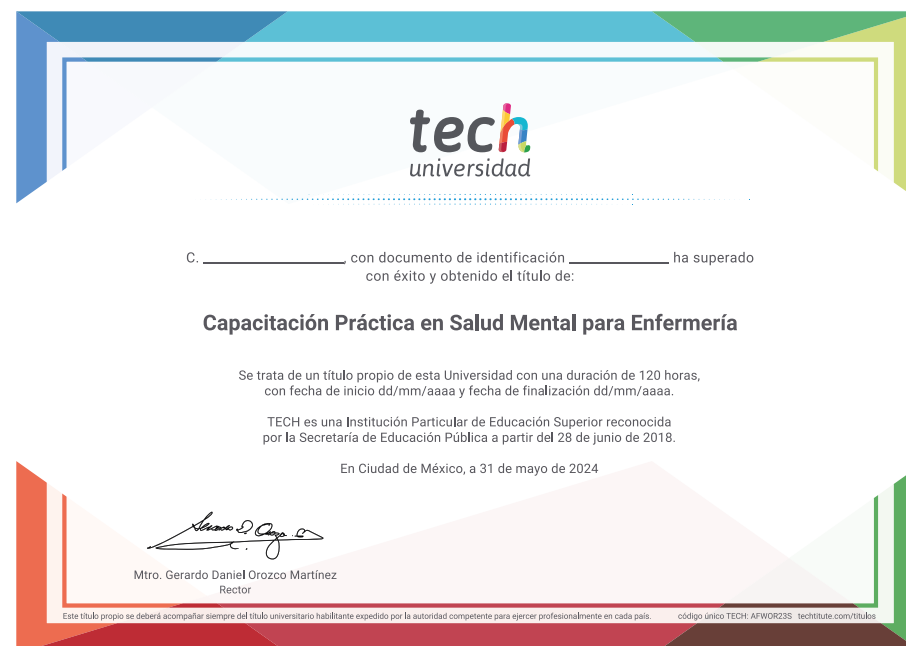 tech
universidad
C. ____________, con documento de identificación ____________ ha superado
con éxito y obtenido el título de:
Capacitación Práctica en Salud Mental para Enfermería
Se trata de un título propio de esta Universidad con una duración de 120 horas,
con fecha de inicio dd/mm/aaaa y fecha de finalización dd/mm/aaaa.
TECH es una Institución Particular de Educación Superior reconocida
por la Secretaría de Educación Pública a partir del 28 de junio de 2018.
En Ciudad de México, a 31 de mayo de 2024
Mtro. Gerardo Daniel Orozco Martínez
Rector
Este título propio se deberá acompañar siempre del título universitario habilitante expedido por la autoridad competente para ejercer profesionalmente en cada país. código único TECH: AFWOR23S techtitute.com/titulos